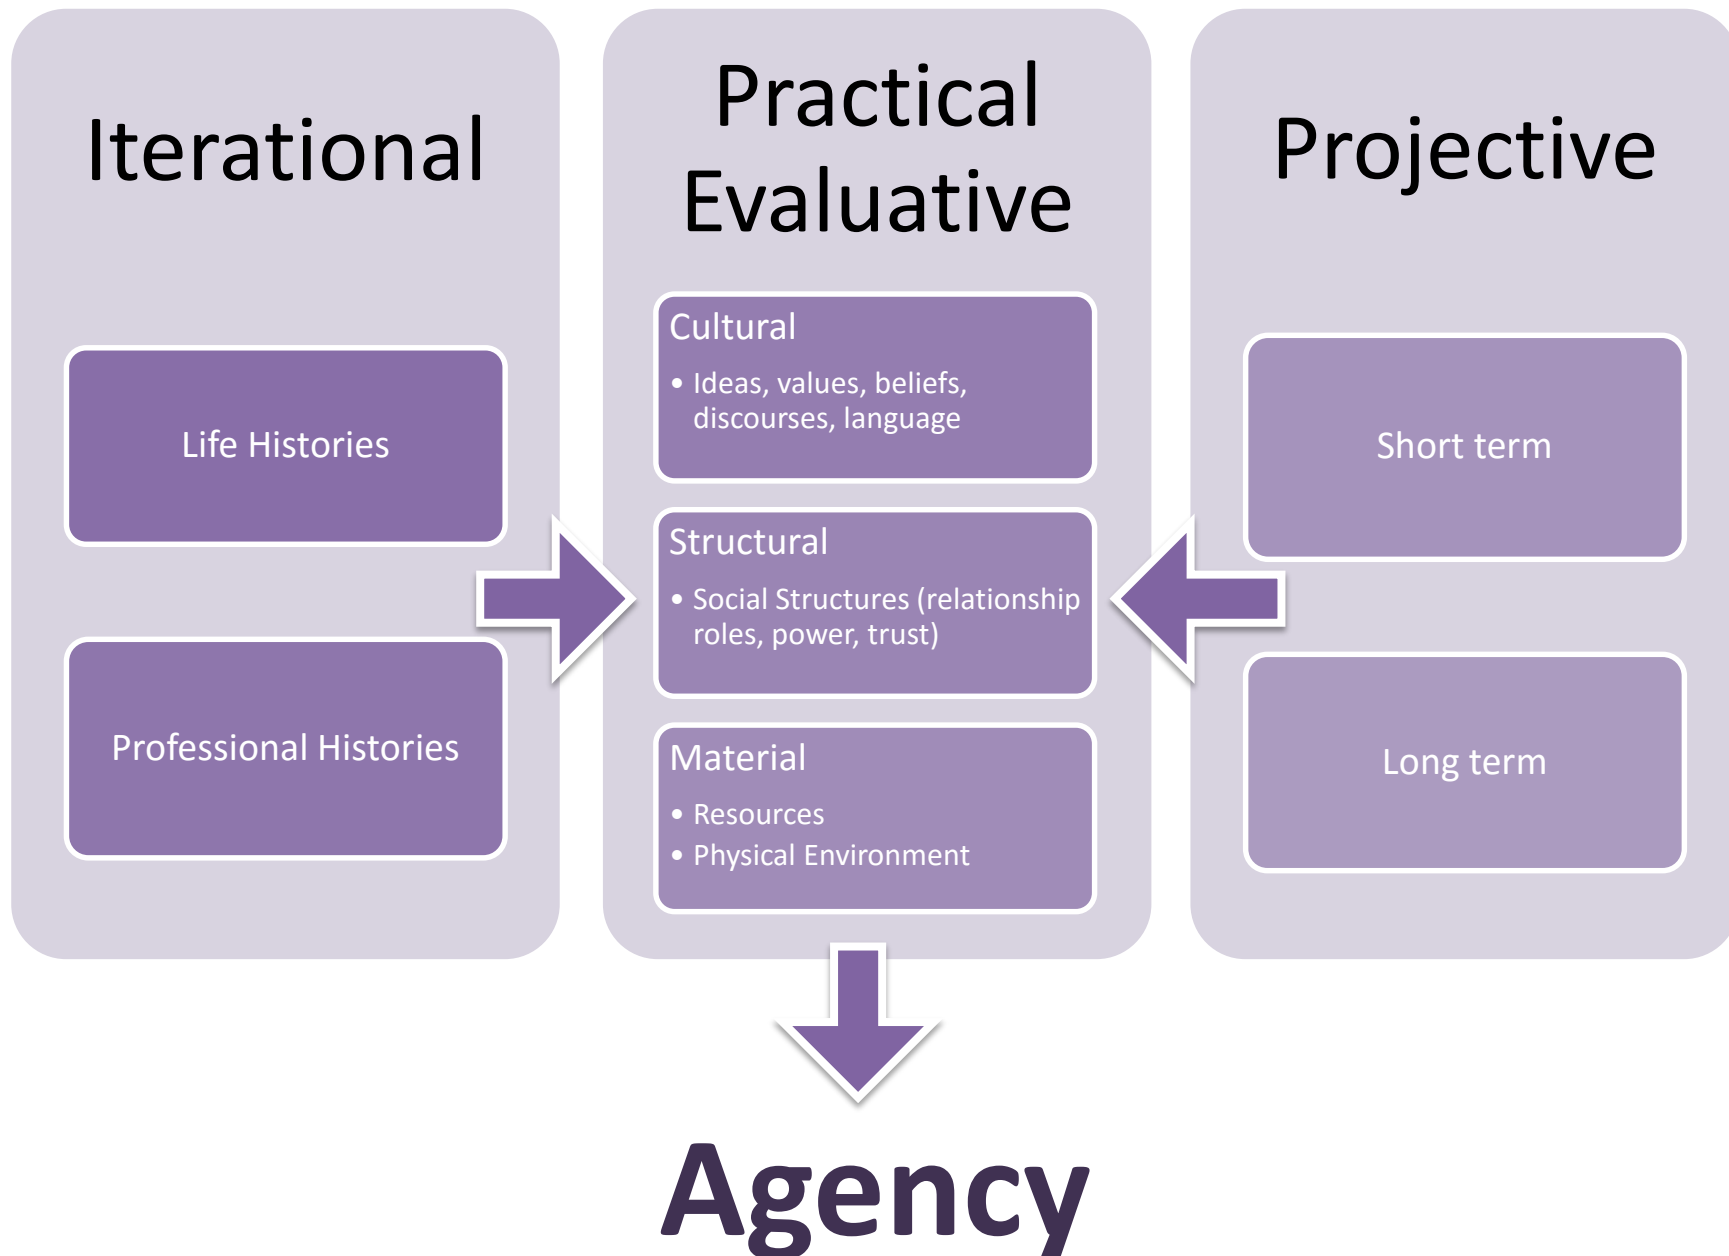 Iterational
Life Histories
Professional Histories
Practical
Evaluative
Cultural
• Ideas, values, beliefs,
discourses, language
Structural
• Social Structures (relationship
roles, power, trust)
Material
• Resources
• Physical Environment
Projective
Short term
Long term
Agency